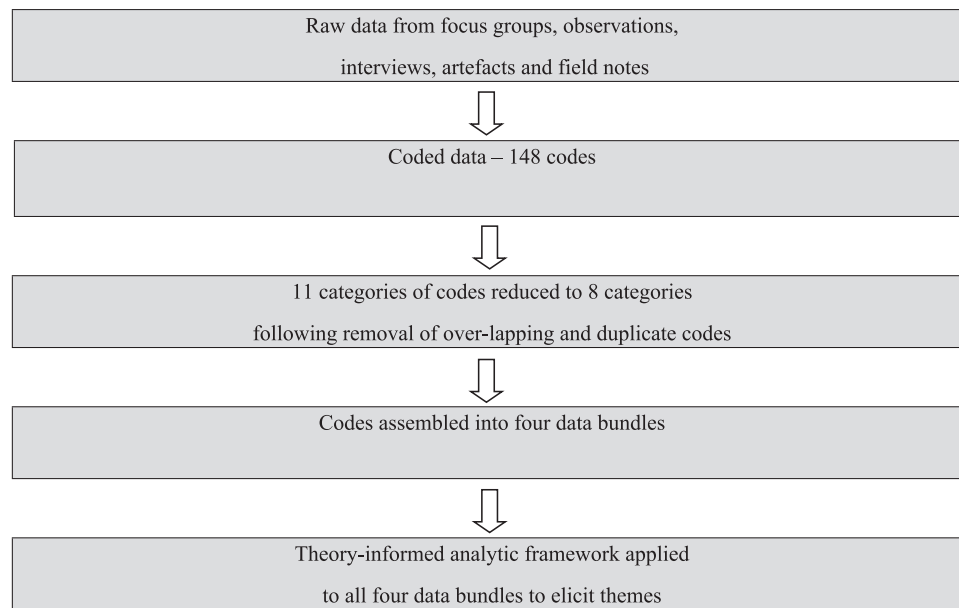 Raw data from focus groups, observations,
interviews, artefacts and field notes
Coded data – 148 codes
11 categories of codes reduced to 8 categories
following removal of over-lapping and duplicate codes
Codes assembled into four data bundles
Theory-informed analytic framework applied
to all four data bundles to elicit themes